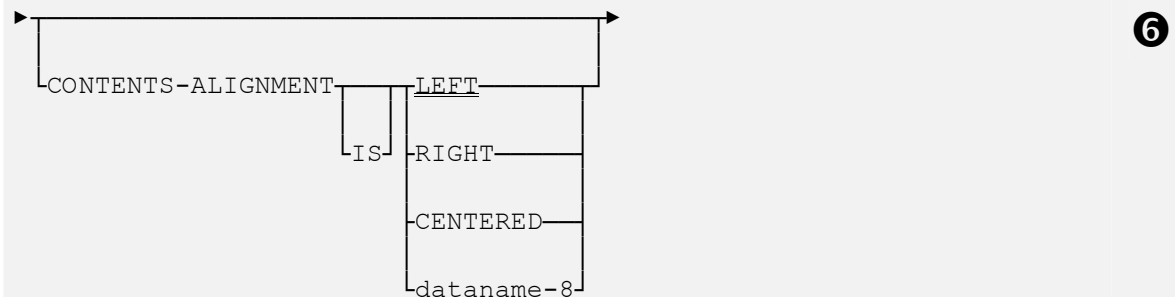 ❻
CONTENTS-ALIGNMENT LEFT
IS RIGHT
CENTERED
dataname-8